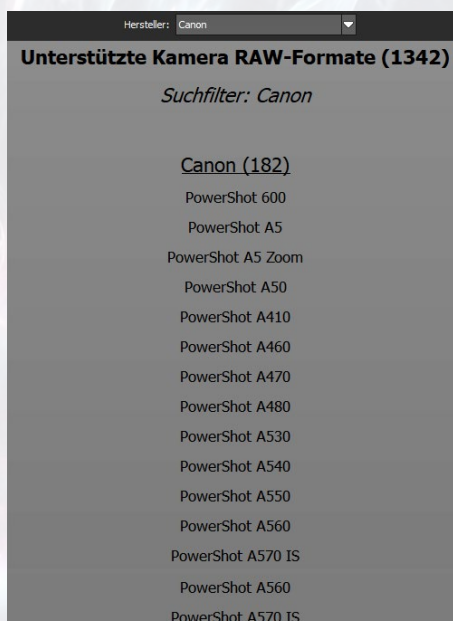 Hersteller: Canon
Unterstützte Kamera RAW-Formate (1342)
Suchfilter: Canon
Canon (182)
PowerShot 600
PowerShot A5
PowerShot A5 Zoom
PowerShot A50
PowerShot A410
PowerShot A460
PowerShot A470
PowerShot A480
PowerShot A530
PowerShot A540
PowerShot A550
PowerShot A560
PowerShot A570 IS
PowerShot A560
PowerShot A570 IS